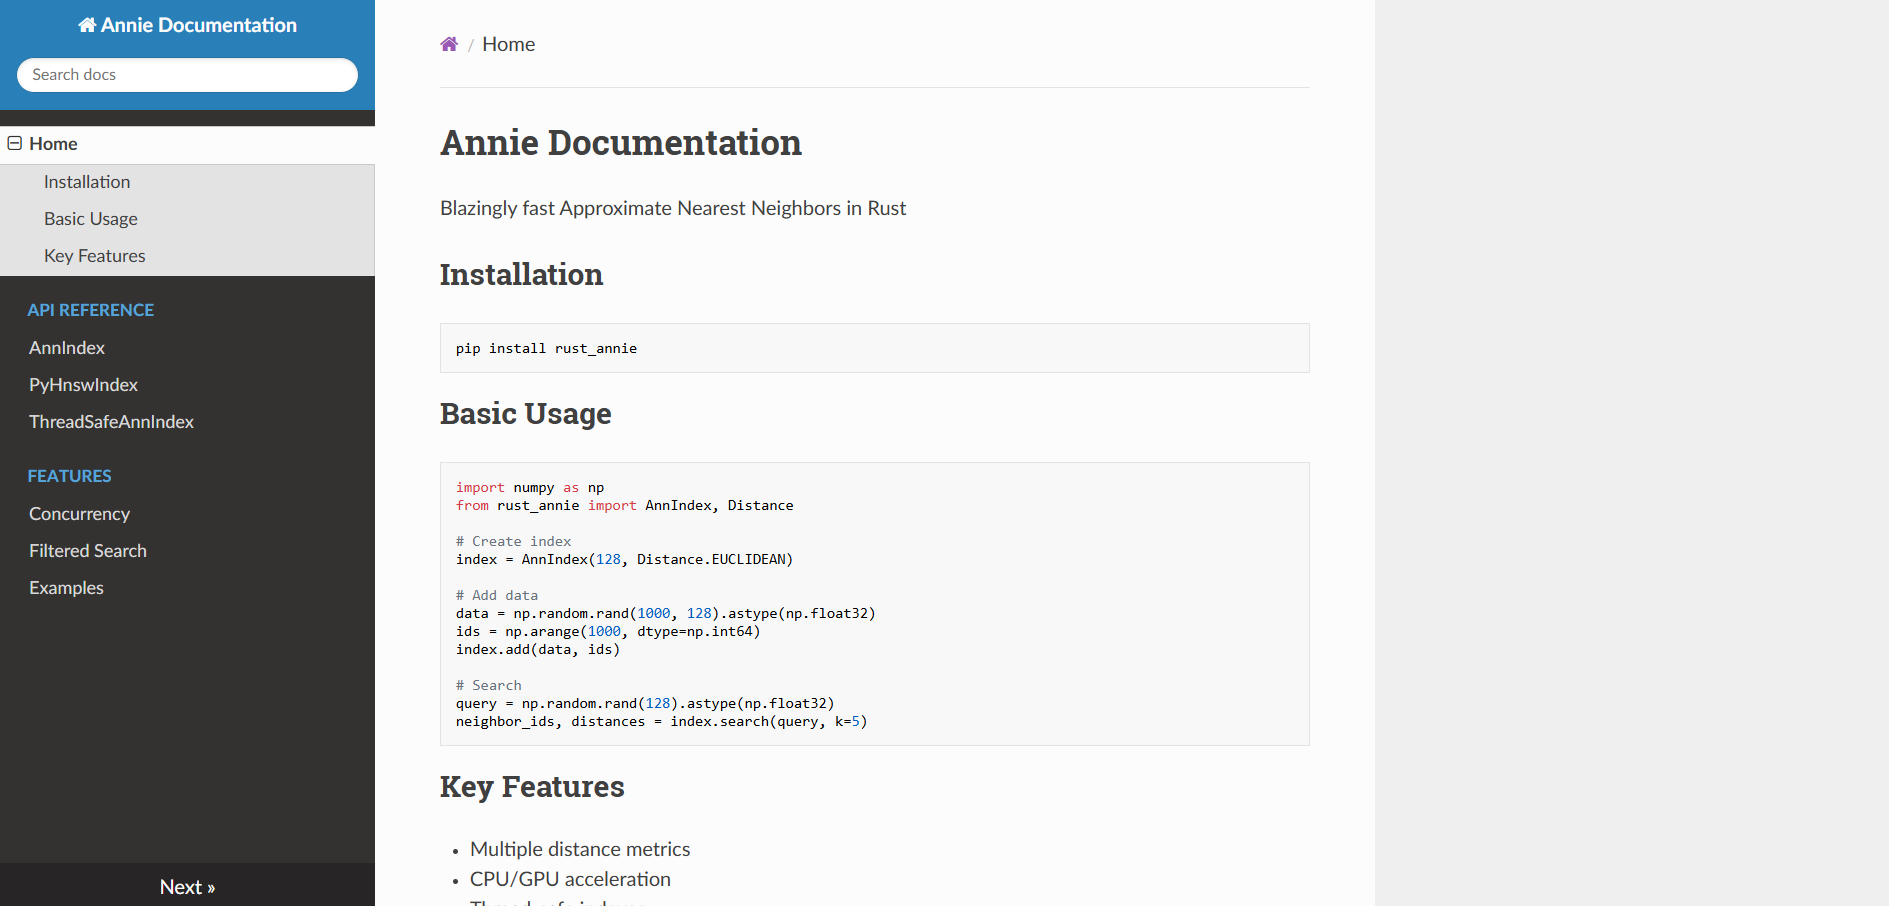 Annie Documentation
Search docs
Home
Installation
Basic Usage
Key Features
API REFERENCE
AnnIndex
PyHnswIndex
ThreadSafeAnnIndex
FEATURES
Concurrency
Filtered Search
Examples
Next »
/ Home
Annie Documentation
Blazingly fast Approximate Nearest Neighbors in Rust
Installation
pip install rust_annie
Basic Usage
import numpy as np
from rust_annie import AnnIndex, Distance
# Create index
index = AnnIndex(128, Distance.EUCLIDEAN)
# Add data
data = np.random.rand(1000, 128).astype(np.float32)
ids = np.arange(1000, dtype=np.int64)
index.add(data, ids)
# Search
query = np.random.rand(128).astype(np.float32)
neighbor_ids, distances = index.search(query, k=5)
Key Features
• Multiple distance metrics
• CPU/GPU acceleration